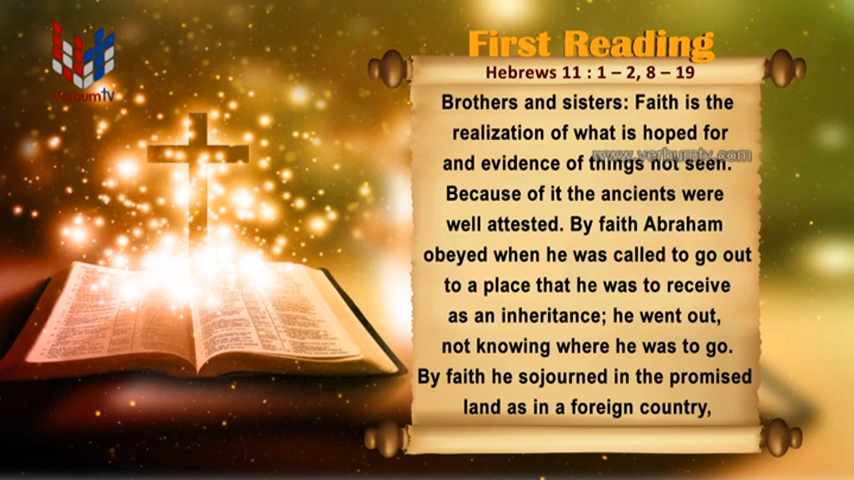 VerbumTV
First Reading
Hebrews 11 : 1 – 2, 8 – 19
Brothers and sisters: Faith is the
realization of what is hoped for
www.verbumtv.com
and evidence of things not seen.
Because of it the ancients were
well attested. By faith Abraham
obeyed when he was called to go out
to a place that he was to receive
as an inheritance; he went out,
not knowing where he was to go.
By faith he sojourned in the promised
land as in a foreign country,